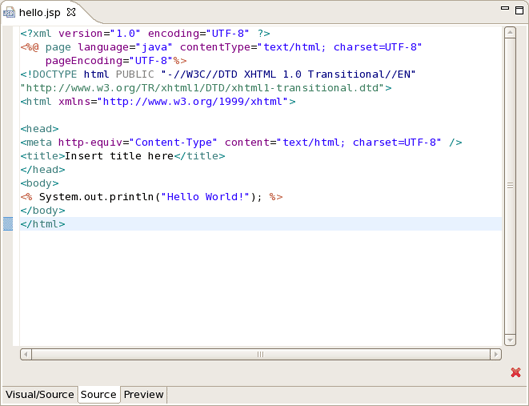 hello.jsp
<?xml version="1.0" encoding="UTF-8" ?>
<%@ page language="java" contentType="text/html; charset=UTF-8"
    pageEncoding="UTF-8"%>
<!DOCTYPE html PUBLIC "-//W3C//DTD XHTML 1.0 Transitional//EN"
"http://www.w3.org/TR/xhtml1/DTD/xhtml1-transitional.dtd">
<html xmlns="http://www.w3.org/1999/xhtml">

<head>
<meta http-equiv="Content-Type" content="text/html; charset=UTF-8" />
<title>Insert title here</title>
</head>
<body>
<% System.out.println("Hello World!"); %>
</body>
</html>
Visual/Source Source Preview